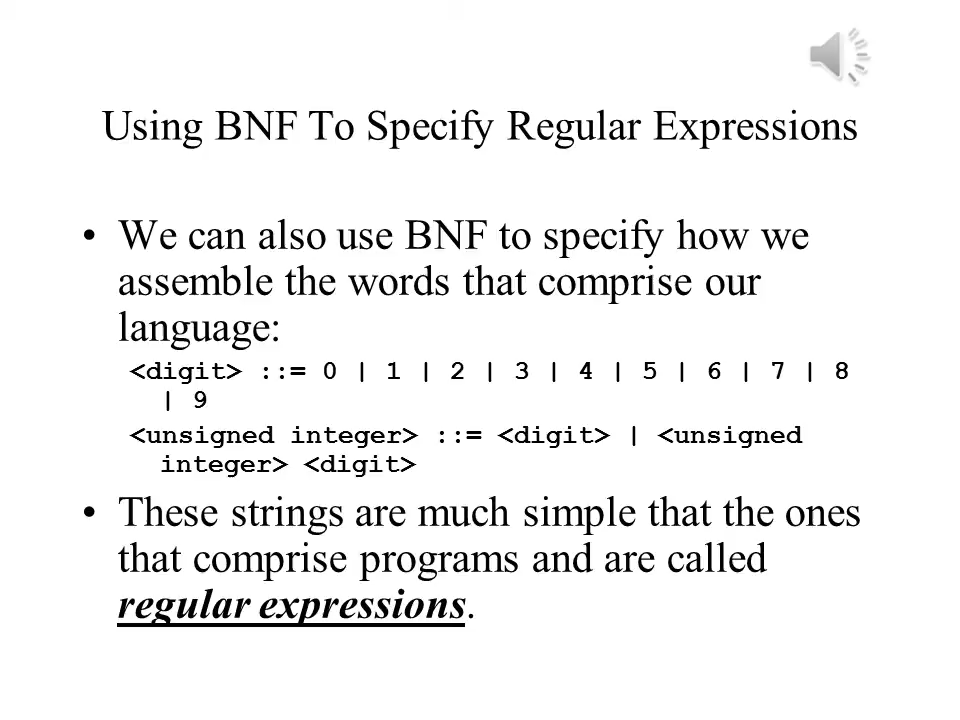 Using BNF To Specify Regular Expressions
• We can also use BNF to specify how we
assemble the words that comprise our
language:
<digit> ::= 0 | 1 | 2 | 3 | 4 | 5 | 6 | 7 | 8
| 9
<unsigned integer> ::= <digit> | <unsigned
integer> <digit>
• These strings are much simple that the ones
that comprise programs and are called
regular expressions.